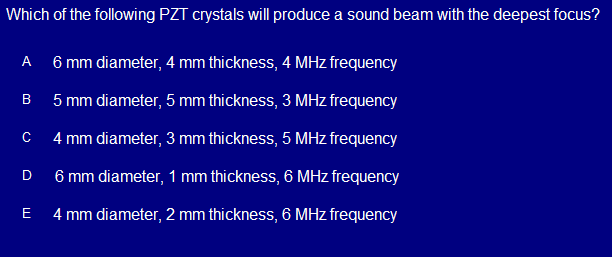 Which of the following PZT crystals will produce a sound beam with the deepest focus?
A 6 mm diameter, 4 mm thickness, 4 MHz frequency
B 5 mm diameter, 5 mm thickness, 3 MHz frequency
C 4 mm diameter, 3 mm thickness, 5 MHz frequency
D 6 mm diameter, 1 mm thickness, 6 MHz frequency
E 4 mm diameter, 2 mm thickness, 6 MHz frequency